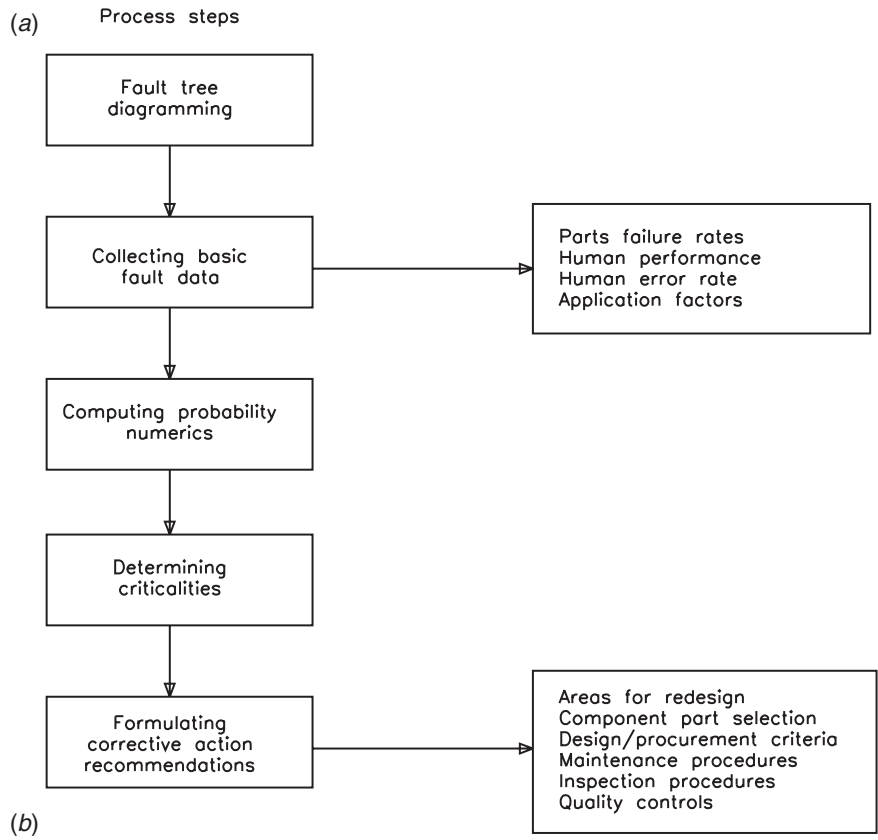 (a)
Process steps
Fault tree
diagramming
Collecting basic
fault data
Parts failure rates
Human performance
Human error rate
Application factors
Computing probability
numerics
Determining
criticalities
Formulating
corrective action
recommendations
Areas for redesign
Component part selection
Design/procurement criteria
Maintenance procedures
Inspection procedures
Quality controls
(b)